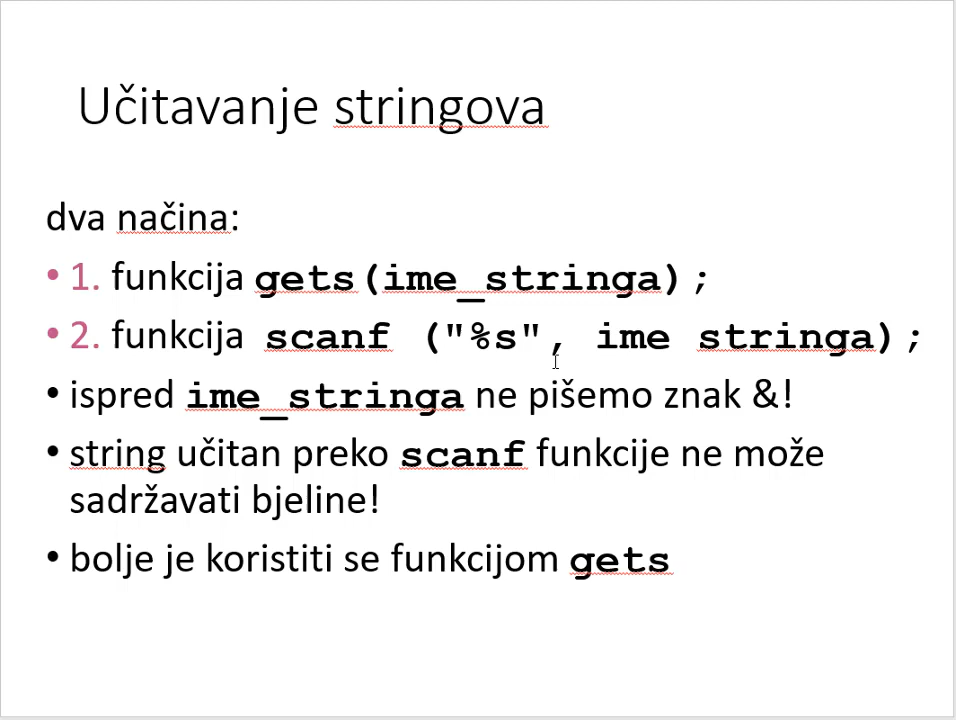 Učitavanje stringova
dva načina:
• 1. funkcija gets(ime_stringa);
• 2. funkcija scanf ("%s", ime stringa);
• ispred ime_stringa ne pišemo znak &!
• string učitan preko scanf funkcije ne može
sadržavati bjeline!
• bolje je koristiti se funkcijom gets